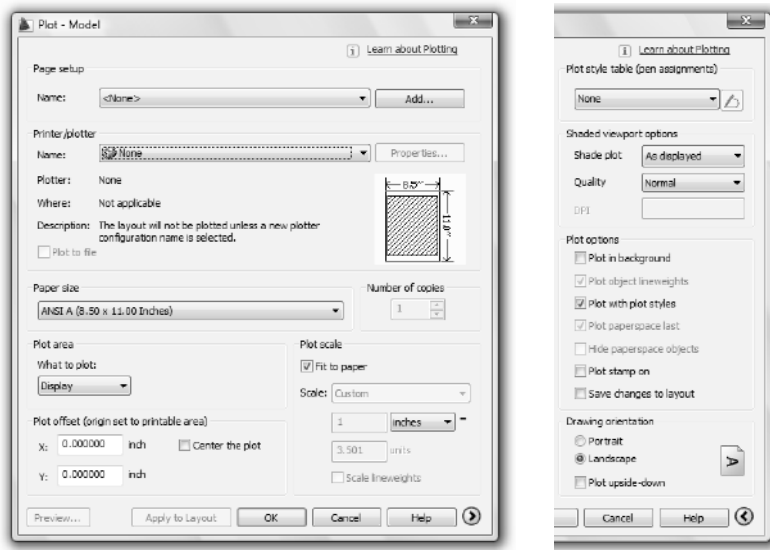 Plot - Model
Learn about Plotting
Page setup
Name: <None> Add...
Printer/plotter
Name: None Properties...
Plotter: None
Where: Not applicable
Description: The layout will not be plotted unless a new plotter
configuration name is selected.
Plot to file
8.5"
11.0"
Paper size
ANSI A (8.50 x 11.00 Inches)
Number of copies
1
Plot area
What to plot:
Display
Plot scale
Fit to paper
Scale: Custom
1 inches =
3.501 units
Scale lineweights
Plot offset (origin set to printable area)
X: 0.000000 inch Center the plot
Y: 0.000000 inch
Preview... Apply to Layout OK Cancel Help
Learn about Plotting
Plot style table (pen assignments)
None
Shaded viewport options
Shade plot As displayed
Quality Normal
DPI
Plot options
Plot in background
Plot object lineweights
Plot with plot styles
Plot paperspace last
Hide paperspace objects
Plot stamp on
Save changes to layout
Drawing orientation
Portrait
Landscape
A
Plot upside-down
Cancel Help